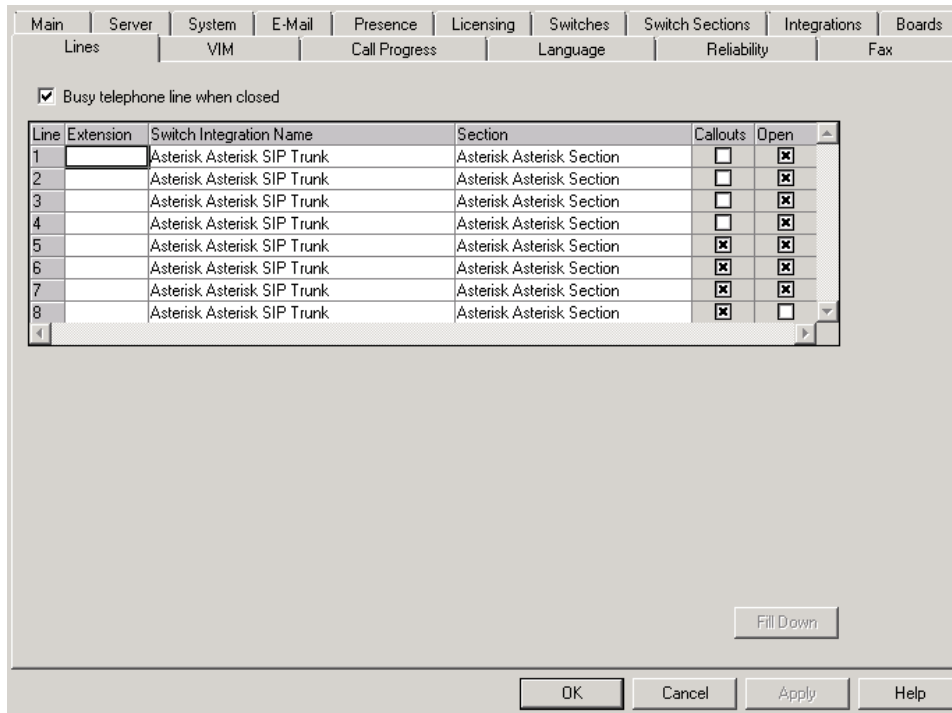 Main Server System E-Mail Presence Licensing Switches Switch Sections Integrations Boards
Lines VIM Call Progress Language Reliability Fax
Busy telephone line when closed
Line Extension Switch Integration Name Section Callouts Open
1 Asterisk Asterisk SIP Trunk Asterisk Asterisk Section
2 Asterisk Asterisk SIP Trunk Asterisk Asterisk Section
3 Asterisk Asterisk SIP Trunk Asterisk Asterisk Section
4 Asterisk Asterisk SIP Trunk Asterisk Asterisk Section
5 Asterisk Asterisk SIP Trunk Asterisk Asterisk Section
6 Asterisk Asterisk SIP Trunk Asterisk Asterisk Section
7 Asterisk Asterisk SIP Trunk Asterisk Asterisk Section
8 Asterisk Asterisk SIP Trunk Asterisk Asterisk Section
Fill Down
OK Cancel Apply Help